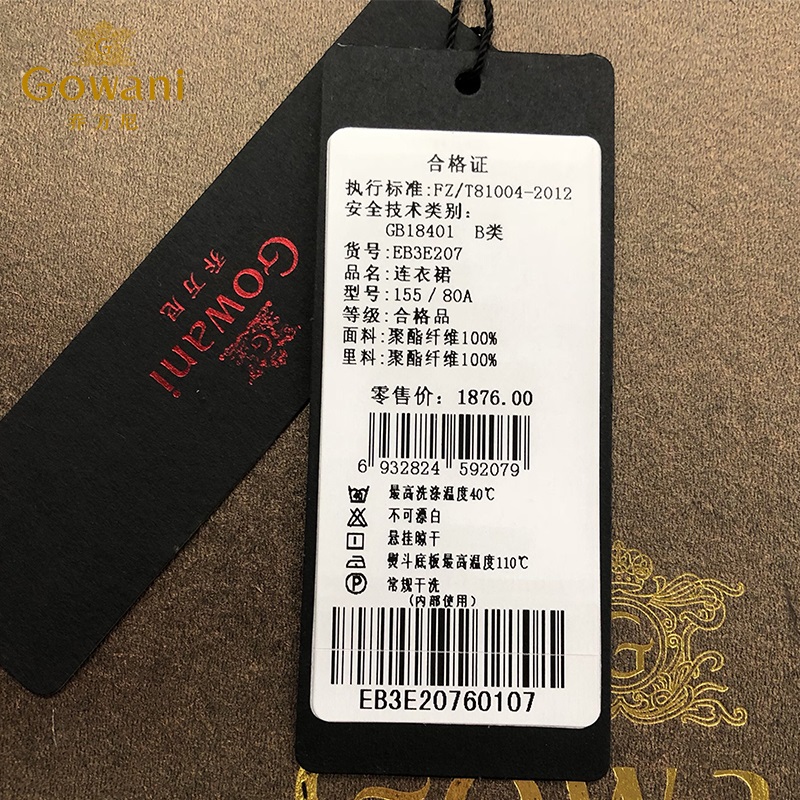 Gowani
乔万尼
Gowani
乔万尼
G
合格证
执行标准:FZ/T81004-2012
安全技术类别:
GB18401 B类
货号:EB3E207
品名:连衣裙
型号:155/80A
等级:合格品
面料:聚酯纤维100%
里料:聚酯纤维100%
零售价: 1876.00
6 932824 592079
最高洗涤温度40℃
不可漂白
悬挂晾干
熨斗底板最高温度110℃
P 常规干洗
(内部使用)
EB3E20760107
G